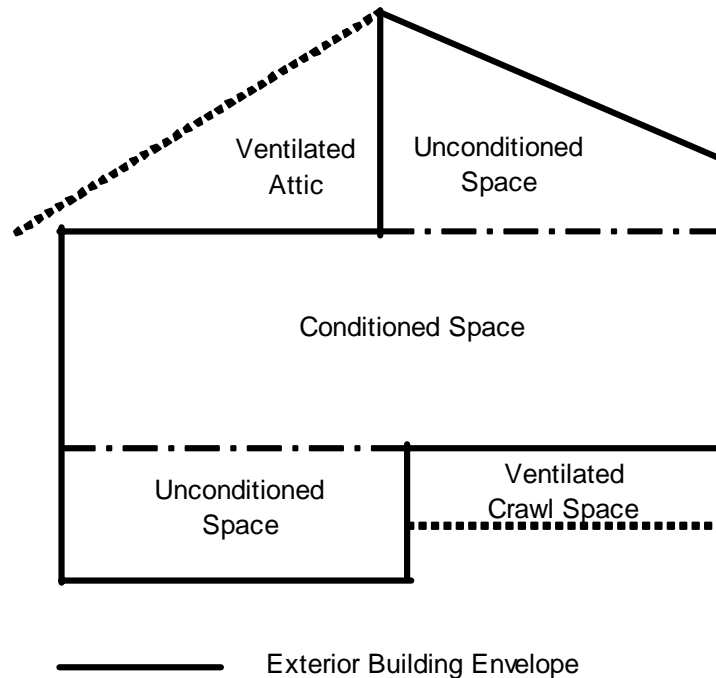 Ventilated
Attic
Unconditioned
Space
Conditioned Space
Unconditioned
Space
Ventilated
Crawl Space
Exterior Building Envelope